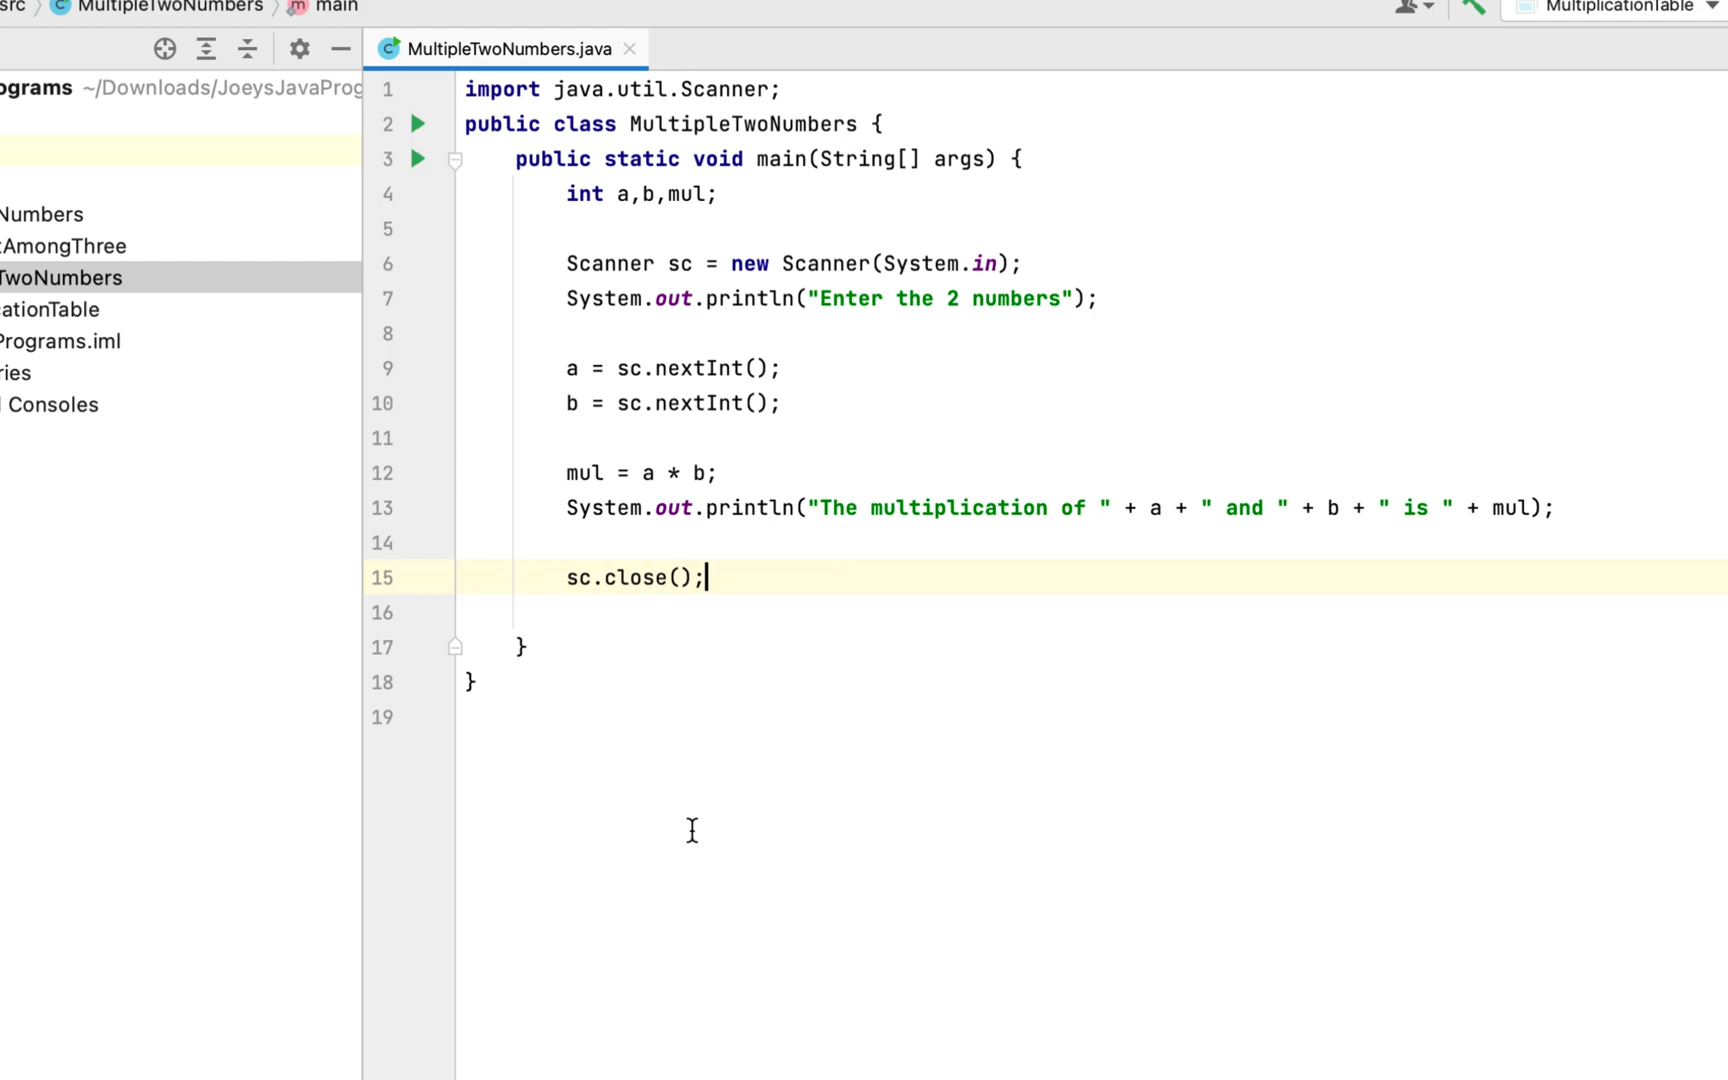 src MultipleTwoNumbers m main MultiplicationTable
C MultipleTwoNumbers.java
ograms ~/Downloads/JoeysJavaProg
Numbers
AmongThree
TwoNumbers
cationTable
Programs.iml
ries
Consoles
1 import java.util.Scanner;
2 public class MultipleTwoNumbers {
3 public static void main(String[] args) {
4 int a,b,mul;
5
6 Scanner sc = new Scanner(System.in);
7 System.out.println("Enter the 2 numbers");
8
9 a = sc.nextInt();
10 b = sc.nextInt();
11
12 mul = a * b;
13 System.out.println("The multiplication of " + a + " and " + b + " is " + mul);
14
15 sc.close();
16
17 }
18 }
19